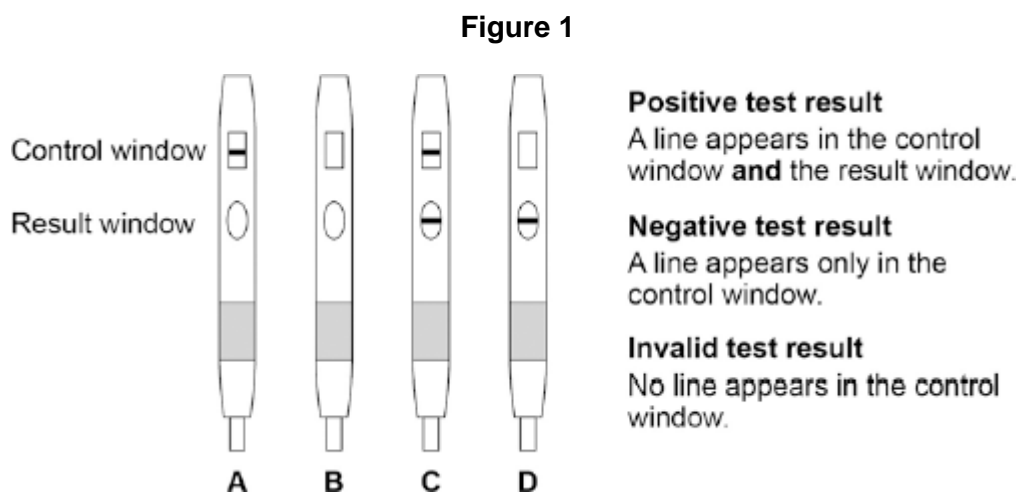 Figure 1
Control window
Result window
A B C D
Positive test result
A line appears in the control
window and the result window.
Negative test result
A line appears only in the
control window.
Invalid test result
No line appears in the control
window.